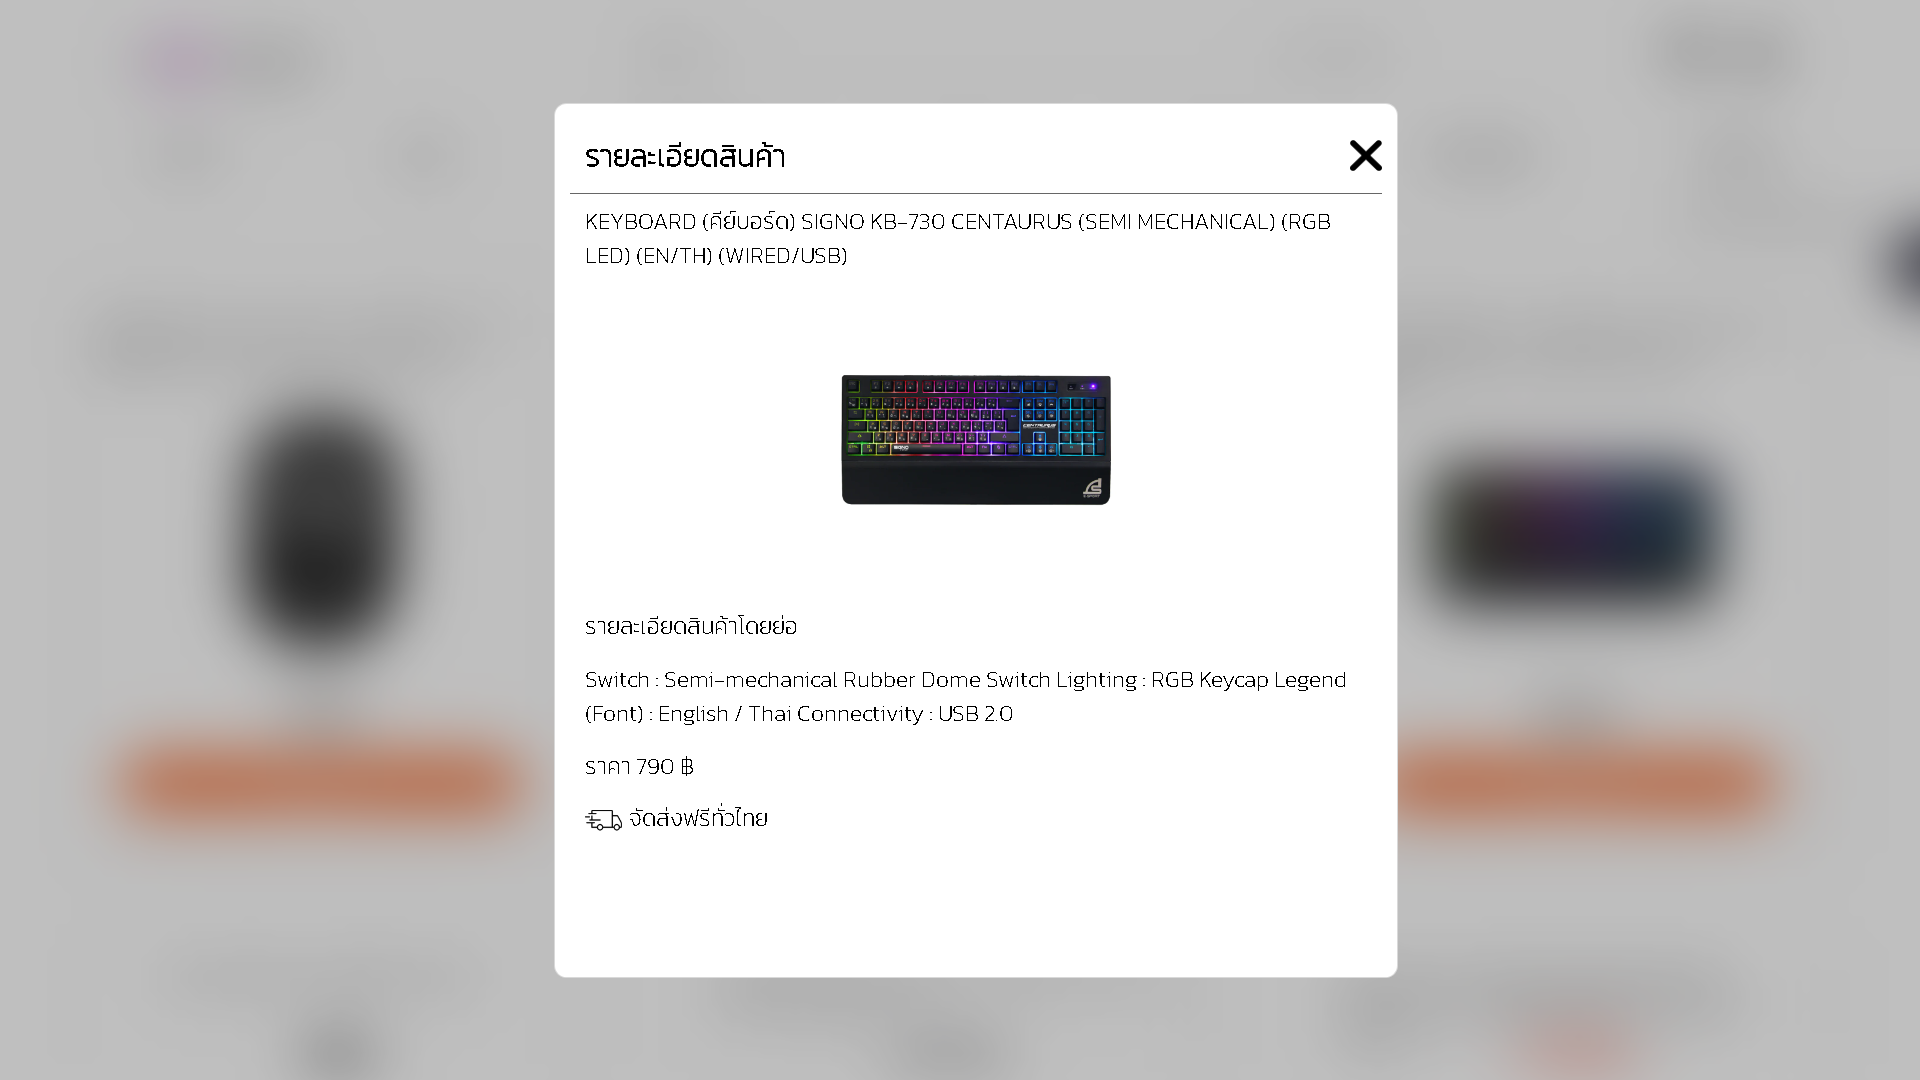 รายละเอียดสินค้า
KEYBOARD (คีย์บอร์ด) SIGNO KB-730 CENTAURUS (SEMI MECHANICAL) (RGB
LED) (EN/TH) (WIRED/USB)
CENTAURUS
SIGNO
รายละเอียดสินค้าโดยย่อ
Switch : Semi-mechanical Rubber Dome Switch Lighting : RGB Keycap Legend
(Font) : English / Thai Connectivity : USB 2.0
ราคา 790 ฿
จัดส่งฟรีทั่วไทย